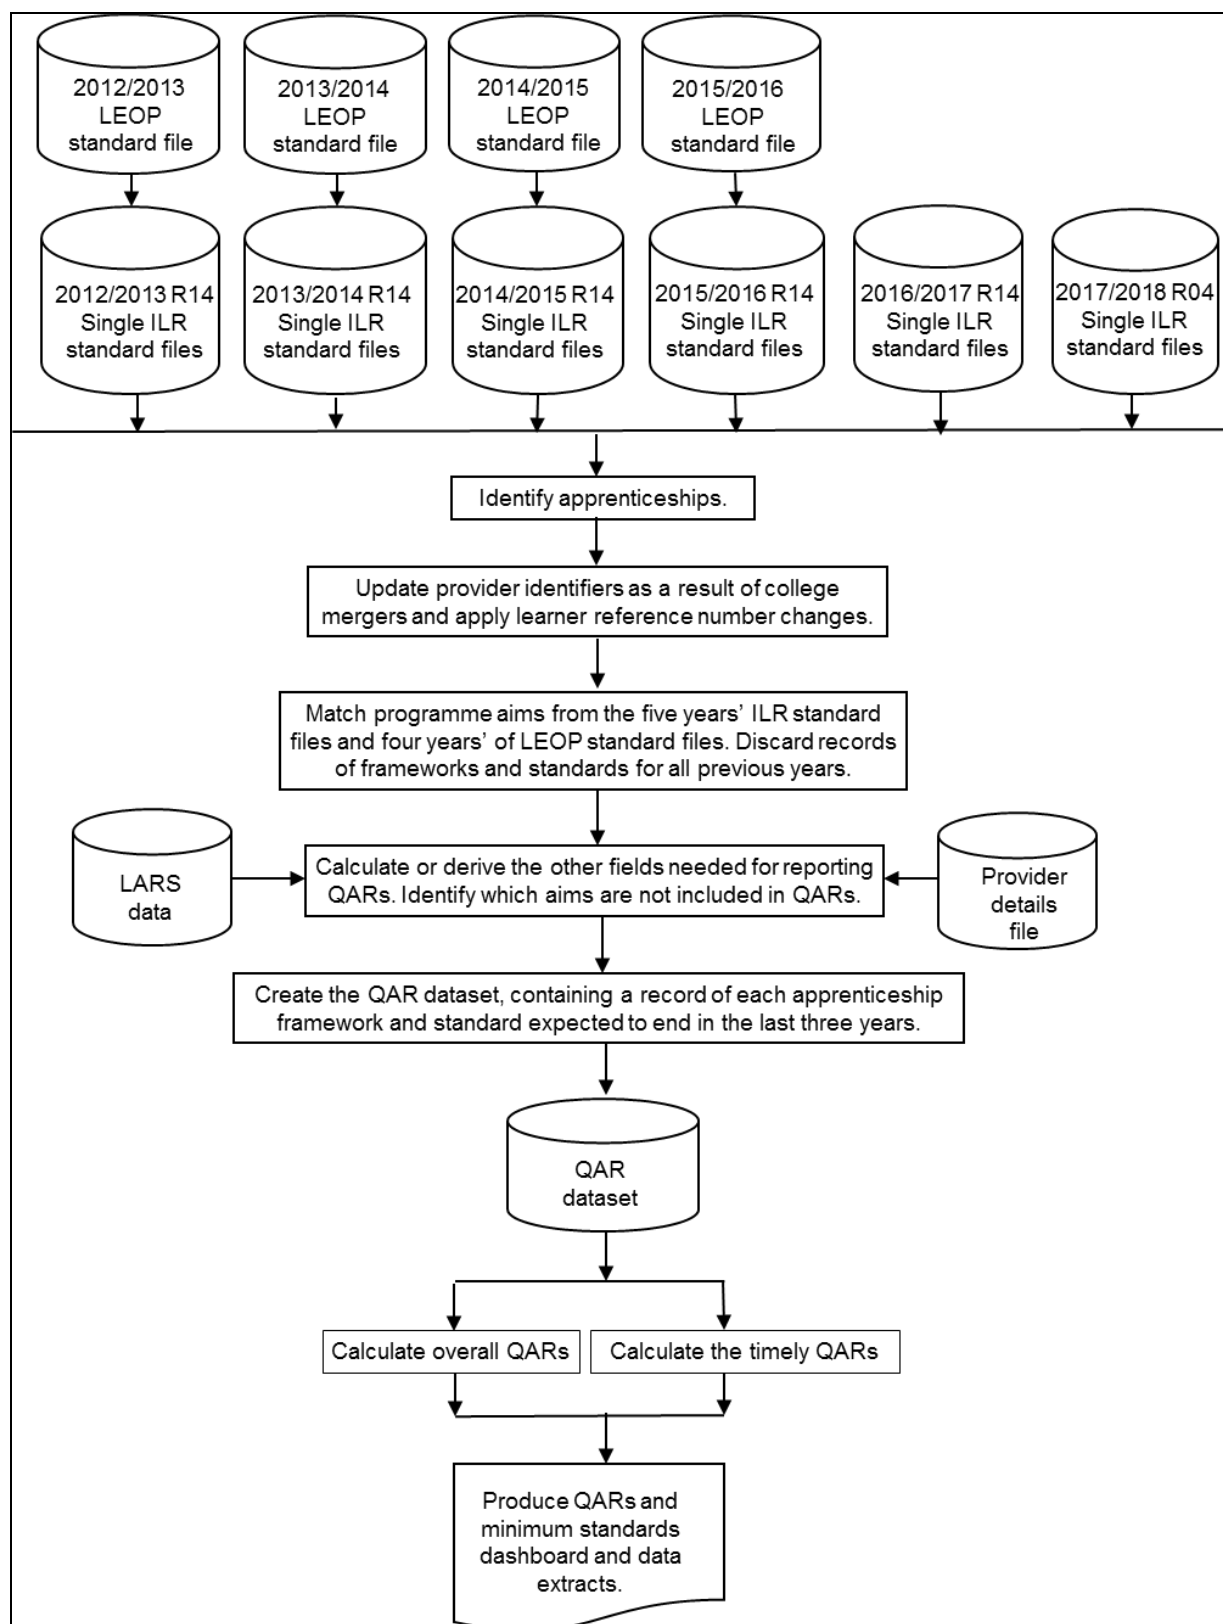 2012/2013
LEOP
standard file
2013/2014
LEOP
standard file
2014/2015
LEOP
standard file
2015/2016
LEOP
standard file
2012/2013 R14
Single ILR
standard files
2013/2014 R14
Single ILR
standard files
2014/2015 R14
Single ILR
standard files
2015/2016 R14
Single ILR
standard files
2016/2017 R14
Single ILR
standard files
2017/2018 R04
Single ILR
standard files
Identify apprenticeships.
Update provider identifiers as a result of college
mergers and apply learner reference number changes.
Match programme aims from the five years’ ILR standard
files and four years’ of LEOP standard files. Discard records
of frameworks and standards for all previous years.
LARS
data
Calculate or derive the other fields needed for reporting
QARs. Identify which aims are not included in QARs.
Provider
details
file
Create the QAR dataset, containing a record of each apprenticeship
framework and standard expected to end in the last three years.
QAR
dataset
Calculate overall QARs
Calculate the timely QARs
Produce QARs and
minimum standards
dashboard and data
extracts.